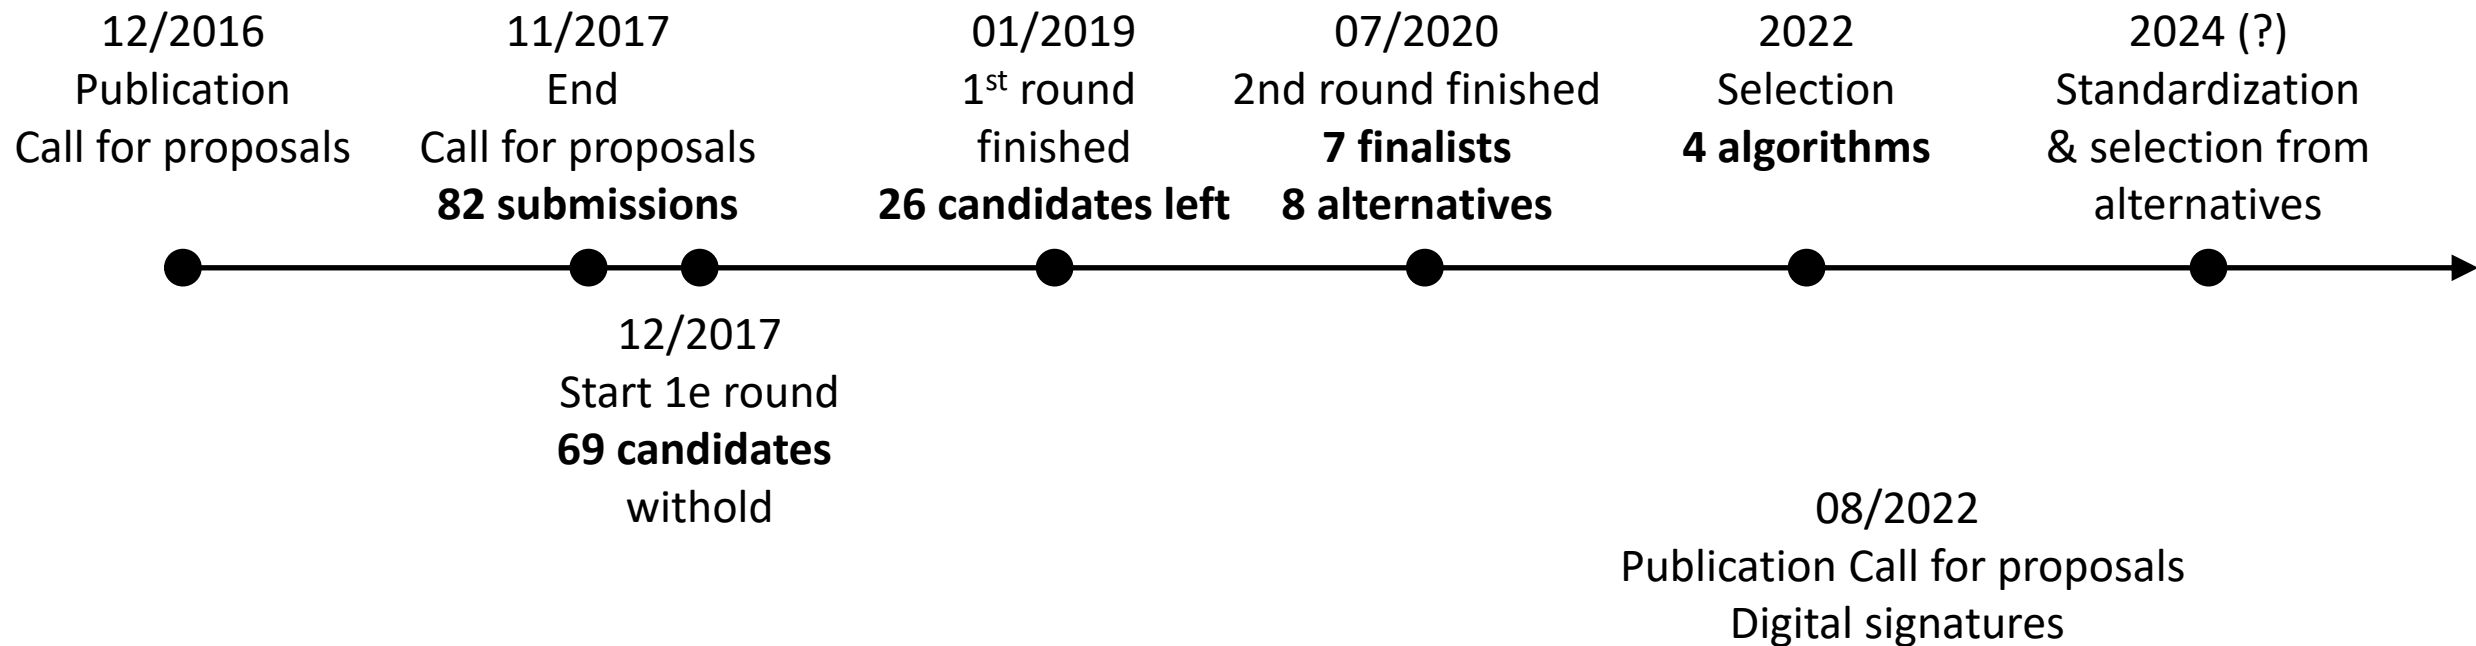 12/2016
Publication
Call for proposals
11/2017
End
Call for proposals
82 submissions
01/2019
1st round
finished
26 candidates left
07/2020
2nd round finished
7 finalists
8 alternatives
2022
Selection
4 algorithms
2024 (?)
Standardization
& selection from
alternatives
12/2017
Start 1e round
69 candidates
withold
08/2022
Publication Call for proposals
Digital signatures